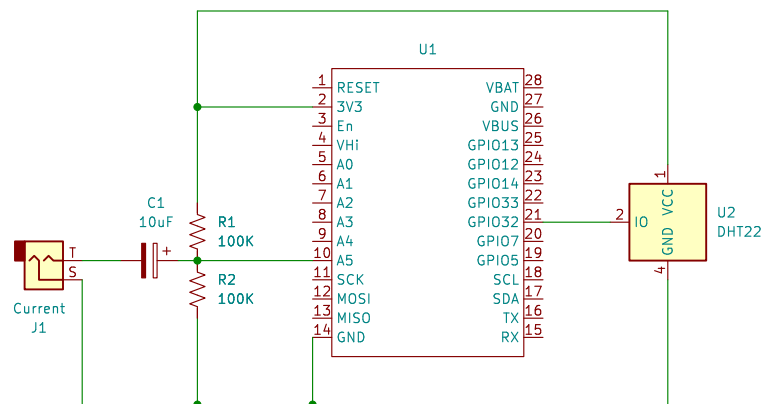 U1
1 RESET VBAT 28
2 3V3 GND 27
3 En VBUS 26
4 VHi GPIO13 25
5 A0 GPIO12 24
6 A1 GPIO14 23
7 A2 GPIO33 22
8 A3 GPIO32 21
9 A4 GPIO7 20
10 A5 GPIO5 19
11 SCK SCL 18
12 MOSI SDA 17
13 MISO TX 16
14 GND RX 15
C1
10uF
+
R1
100K
R2
100K
T
S
Current
J1
1
VCC
2 IO
GND
4
U2
DHT22